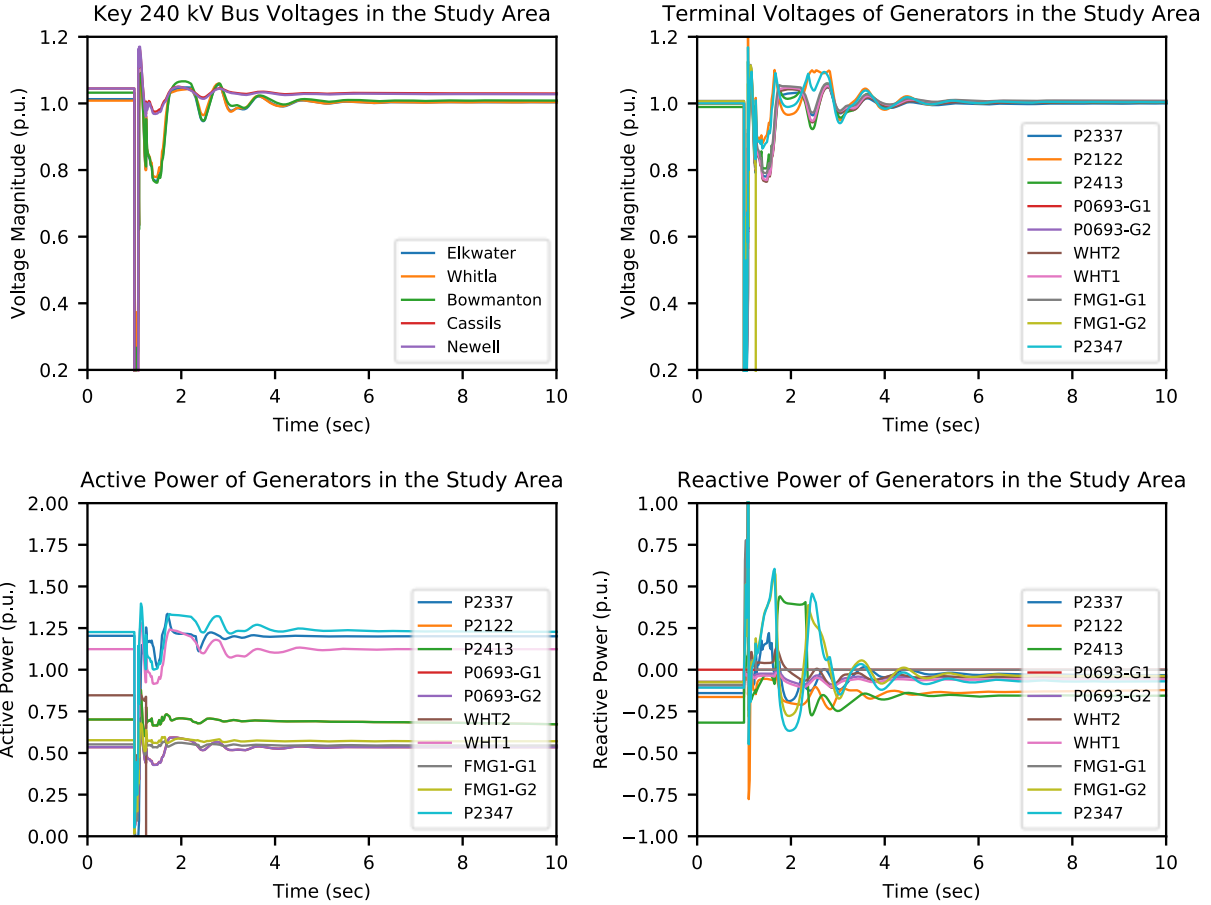 Key 240 kV Bus Voltages in the Study Area
1.2
1.0
0.8
0.6
0.4
0.2
Voltage Magnitude (p.u.)
Elkwater
Whitla
Bowmanton
Cassils
Newell
0 2 4 6 8 10
Time (sec)
Terminal Voltages of Generators in the Study Area
1.2
1.0
0.8
0.6
0.4
0.2
Voltage Magnitude (p.u.)
P2337
P2122
P2413
P0693-G1
P0693-G2
WHT2
WHT1
FMG1-G1
FMG1-G2
P2347
0 2 4 6 8 10
Time (sec)
Active Power of Generators in the Study Area
2.00
1.75
1.50
1.25
1.00
0.75
0.50
0.25
0.00
Active Power (p.u.)
P2337
P2122
P2413
P0693-G1
P0693-G2
WHT2
WHT1
FMG1-G1
FMG1-G2
P2347
0 2 4 6 8 10
Time (sec)
Reactive Power of Generators in the Study Area
1.00
0.75
0.50
0.25
0.00
−0.25
−0.50
−0.75
−1.00
Reactive Power (p.u.)
P2337
P2122
P2413
P0693-G1
P0693-G2
WHT2
WHT1
FMG1-G1
FMG1-G2
P2347
0 2 4 6 8 10
Time (sec)